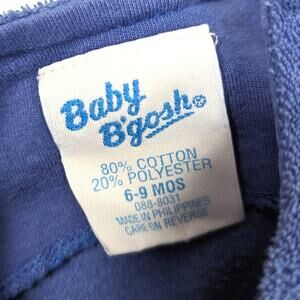 Baby
B'gosh®
80% COTTON
20% POLYESTER
6-9 MOS
088-8031
MADE IN PHILIPPINES
CARE ON REVERSE